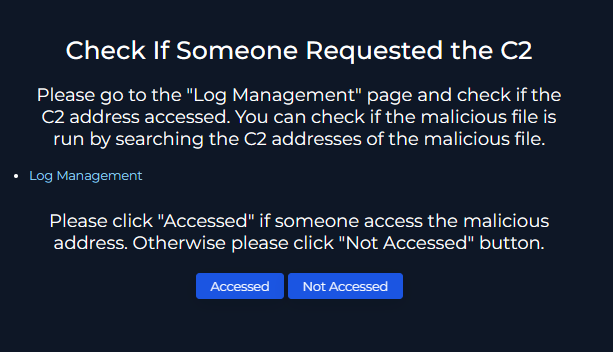 Check If Someone Requested the C2
Please go to the "Log Management" page and check if the
C2 address accessed. You can check if the malicious file is
run by searching the C2 addresses of the malicious file.
Log Management
Please click "Accessed" if someone access the malicious
address. Otherwise please click "Not Accessed" button.
Accessed Not Accessed